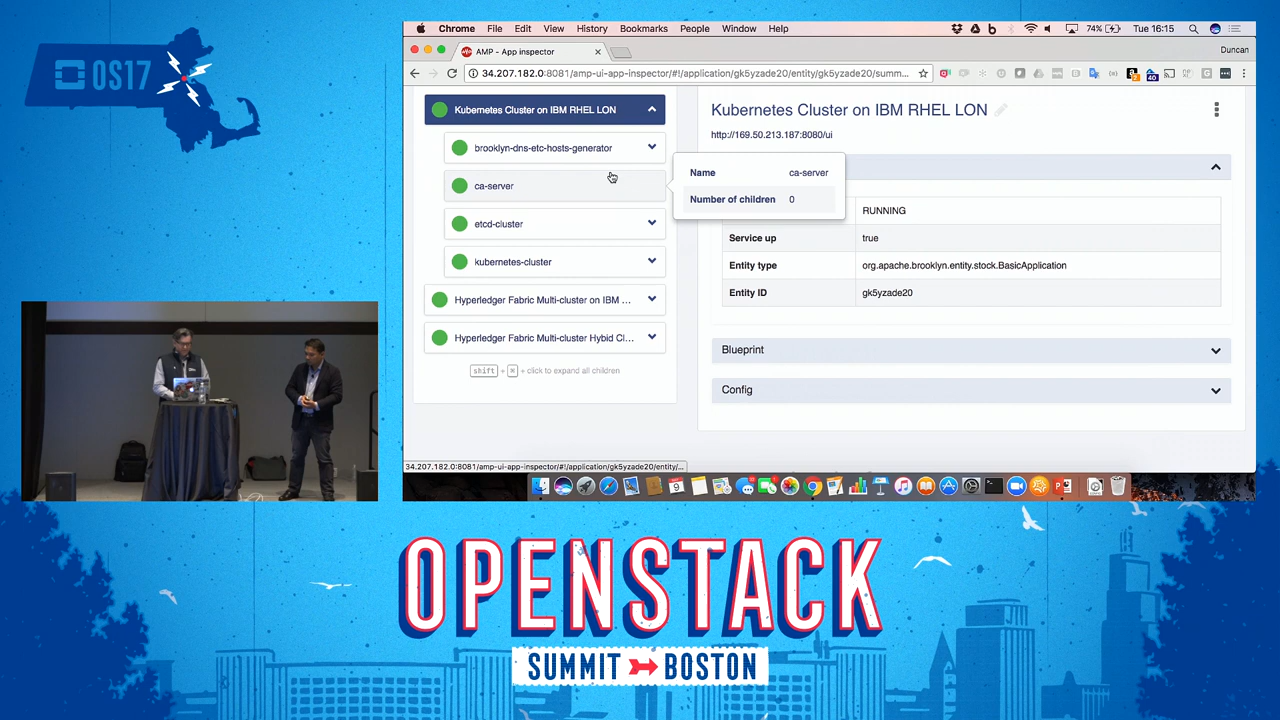 OS17
Chrome File Edit View History Bookmarks People Window Help
74% Tue 16:15
AMP - App inspector
Duncan
34.207.182.0:8081/amp-ui-app-inspector/#!/application/gk5yzade20/entity/gk5yzade20/summ...
40
Kubernetes Cluster on IBM RHEL LON
brooklyn-dns-etc-hosts-generator
ca-server
etcd-cluster
kubernetes-cluster
Hyperledger Fabric Multi-cluster on IBM ...
Hyperledger Fabric Multi-cluster Hybid Cl...
shift + ⌘ + click to expand all children
Kubernetes Cluster on IBM RHEL LON
http://169.50.213.187:8080/ui
Name ca-server
Number of children 0
RUNNING
Service up true
Entity type org.apache.brooklyn.entity.stock.BasicApplication
Entity ID gk5yzade20
Blueprint
Config
34.207.182.0:8081/amp-ui-app-inspector/#!/application/gk5yzade20/entity/...
9
OPENSTACK
SUMMIT BOSTON